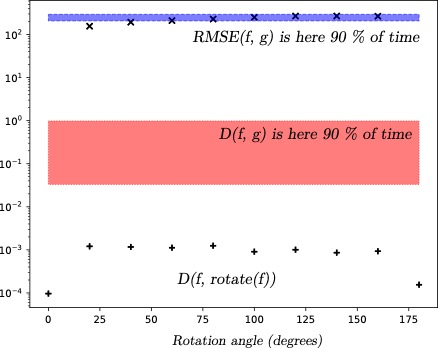 10²
RMSE(f, g) is here 90 % of time
10⁰
D(f, g) is here 90 % of time
10⁻¹
10⁻²
10⁻³
D(f, rotate(f))
10⁻⁴
0 25 50 75 100 125 150 175
Rotation angle (degrees)